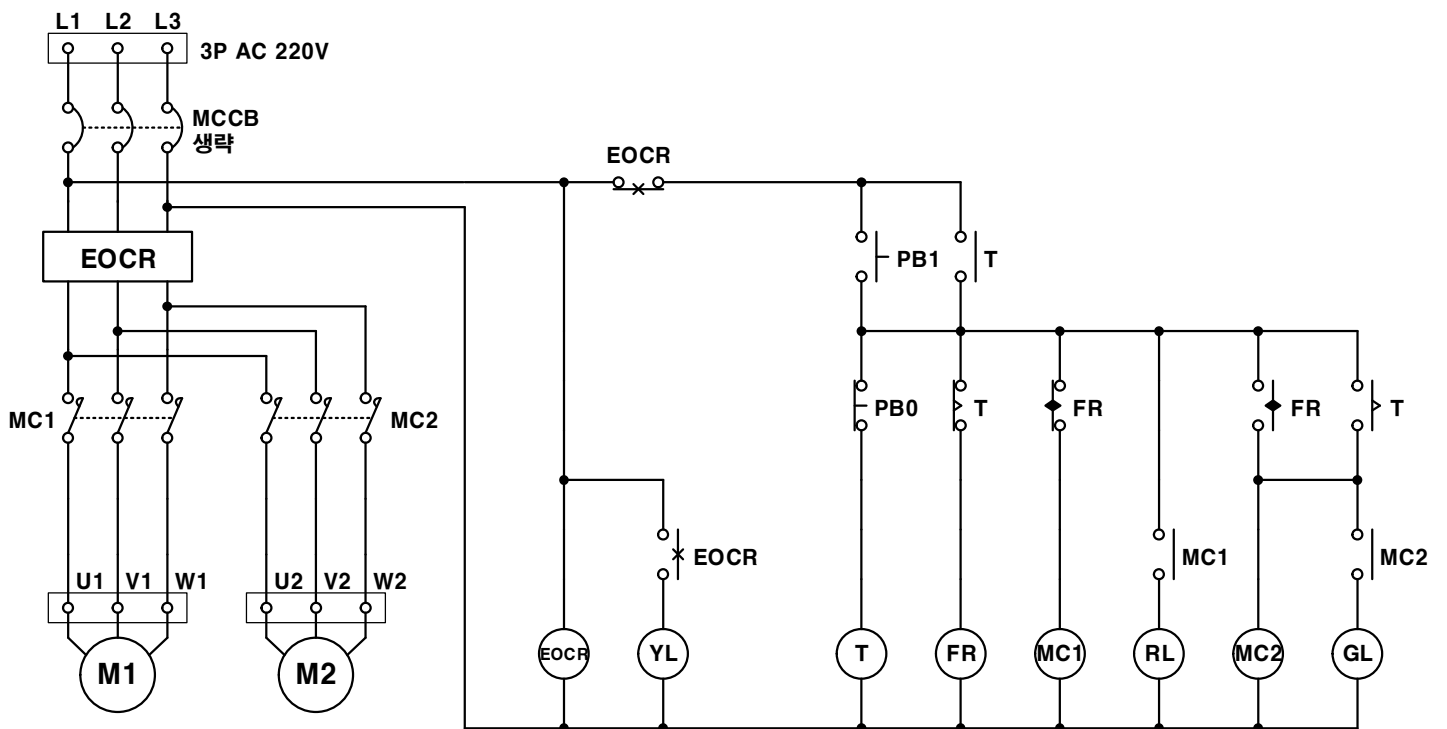 L1 L2 L3
3P AC 220V
MCCB
생략
EOCR
EOCR
PB1 T
MC1 MC2
PB0 T FR FR T
EOCR MC1 MC2
U1 V1 W1 U2 V2 W2
M1 M2
EOCR YL T FR MC1 RL MC2 GL